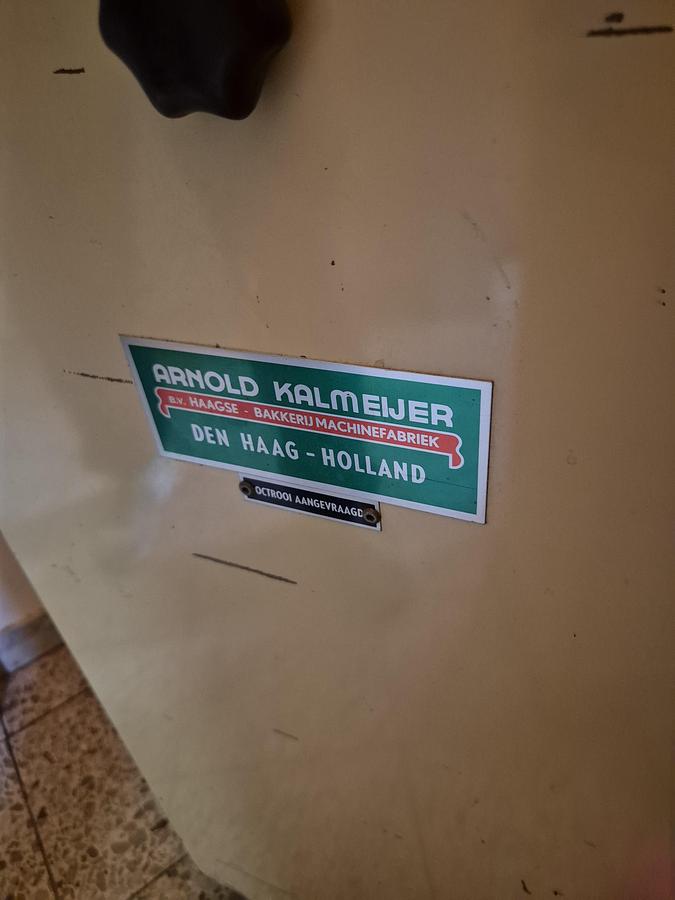 ARNOLD KALMEIJER
B.V. HAAGSE - BAKKERIJ MACHINEFABRIEK
DEN HAAG - HOLLAND
OCTROOI AANGEVRAAGD